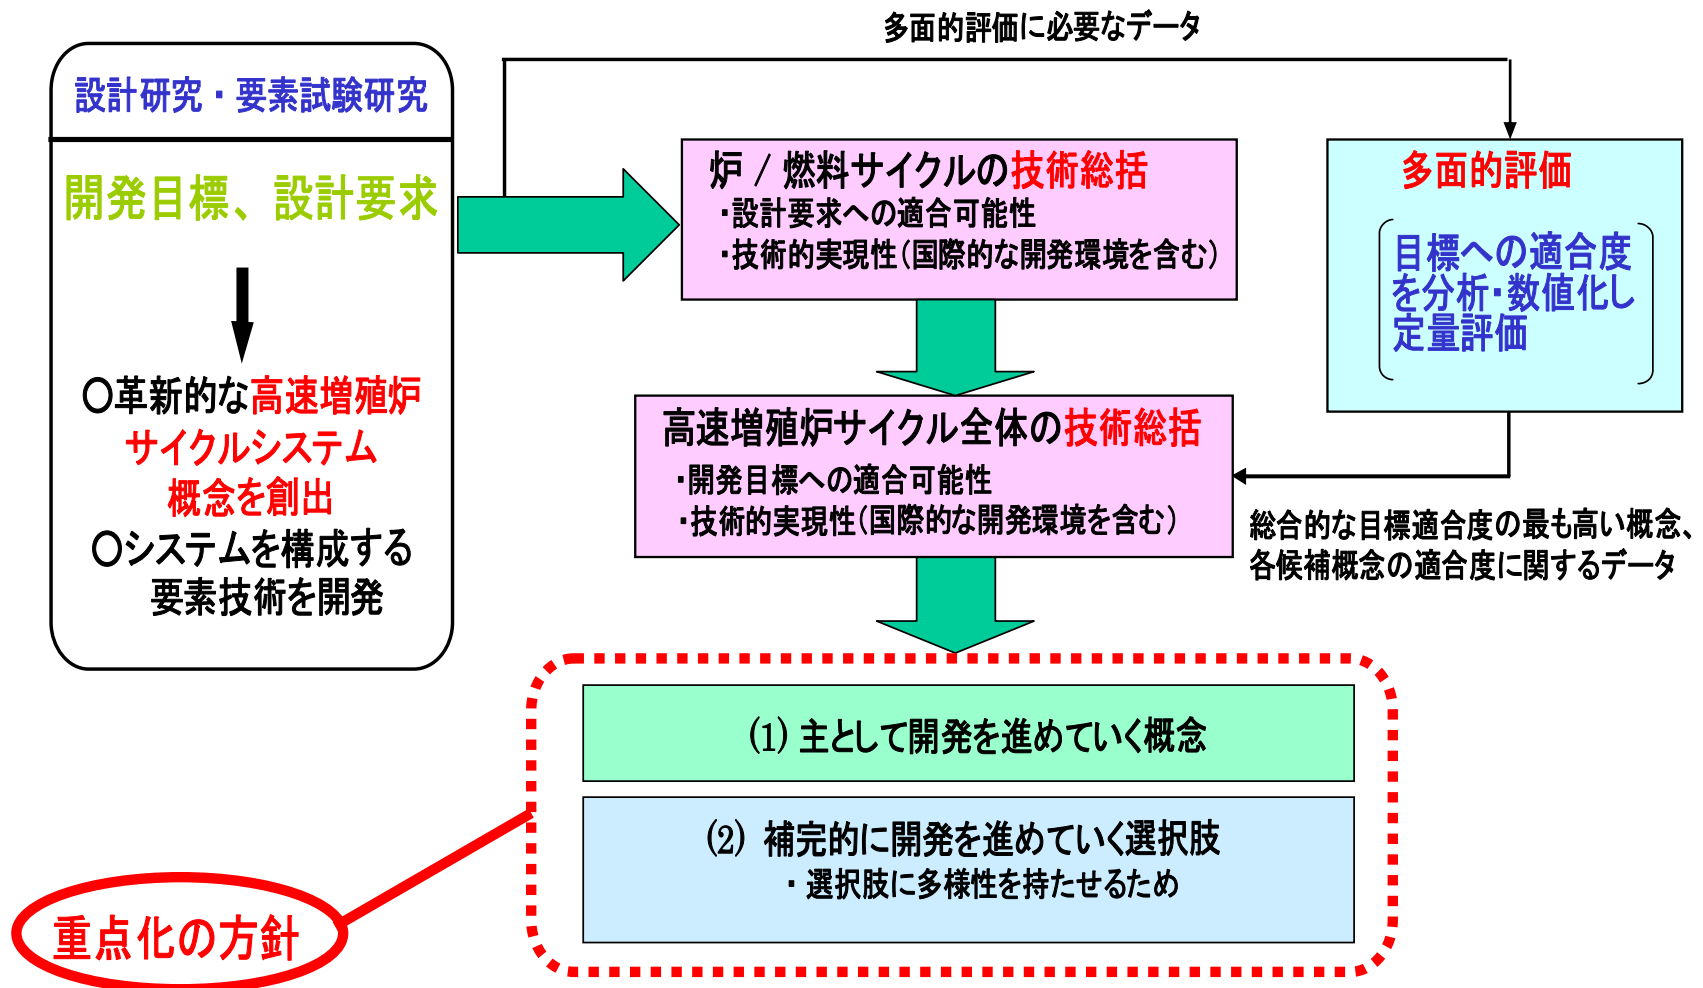 多面的評価に必要なデータ
設計研究・要素試験研究
開発目標、設計要求
○革新的な高速増殖炉
サイクルシステム
概念を創出
○システムを構成する
要素技術を開発
炉 / 燃料サイクルの技術総括
・設計要求への適合可能性
・技術的実現性(国際的な開発環境を含む)
多面的評価
目標への適合度
を分析・数値化し
定量評価
高速増殖炉サイクル全体の技術総括
・開発目標への適合可能性
・技術的実現性(国際的な開発環境を含む)
総合的な目標適合度の最も高い概念、
各候補概念の適合度に関するデータ
(1) 主として開発を進めていく概念
(2) 補完的に開発を進めていく選択肢
・選択肢に多様性を持たせるため
重点化の方針